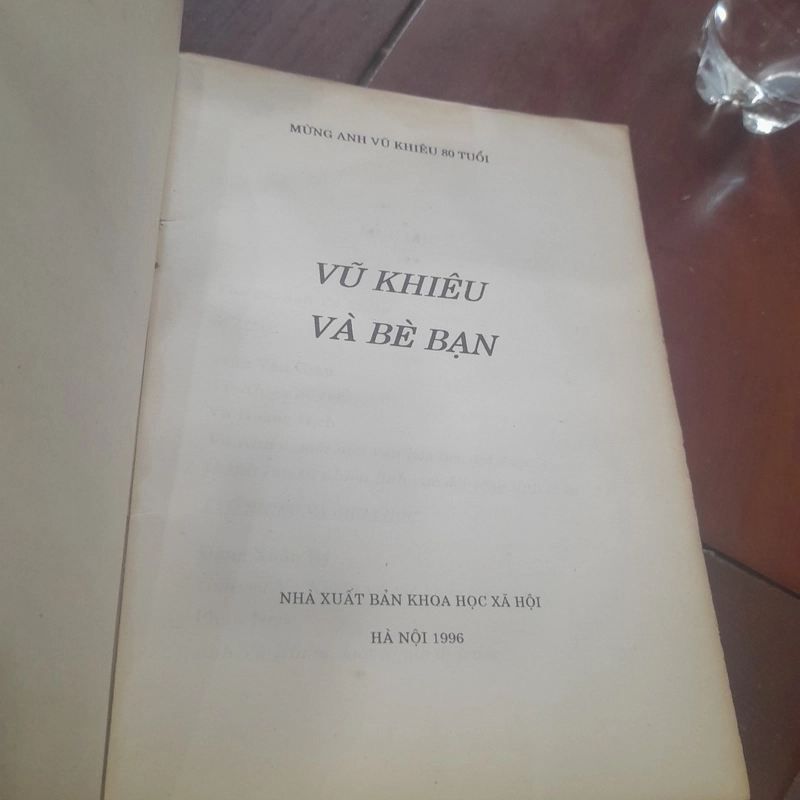 MỪNG ANH VŨ KHIÊU 80 TUỔI
VŨ KHIÊU
VÀ BÈ BẠN
NHÀ XUẤT BẢN KHOA HỌC XÃ HỘI
HÀ NỘI 1996